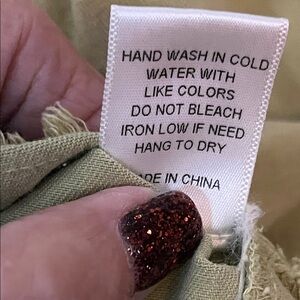 HAND WASH IN COLD
WATER WITH
LIKE COLORS
DO NOT BLEACH
IRON LOW IF NEED
HANG TO DRY
ADE IN CHINA